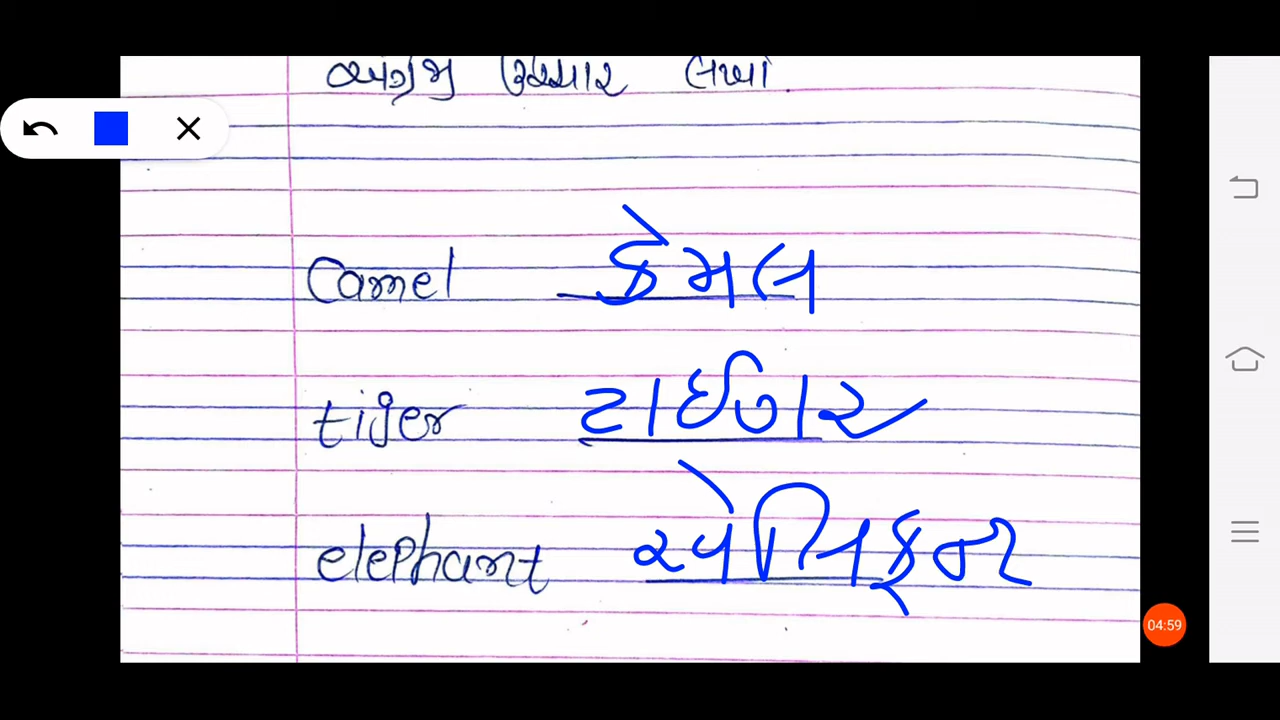 અંગ્રેજી ઉચ્ચાર લખો.
Camel કેમલ
tiger ટાઈગર
elephant એલિફન્ટ
04:59